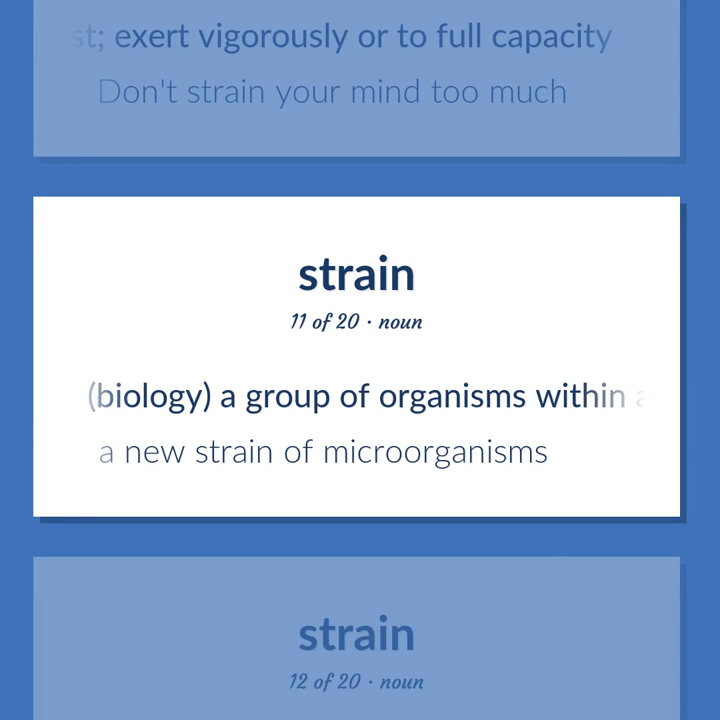 st; exert vigorously or to full capacity
Don't strain your mind too much
strain
11 of 20 · noun
(biology) a group of organisms within a
a new strain of microorganisms
strain
12 of 20 · noun